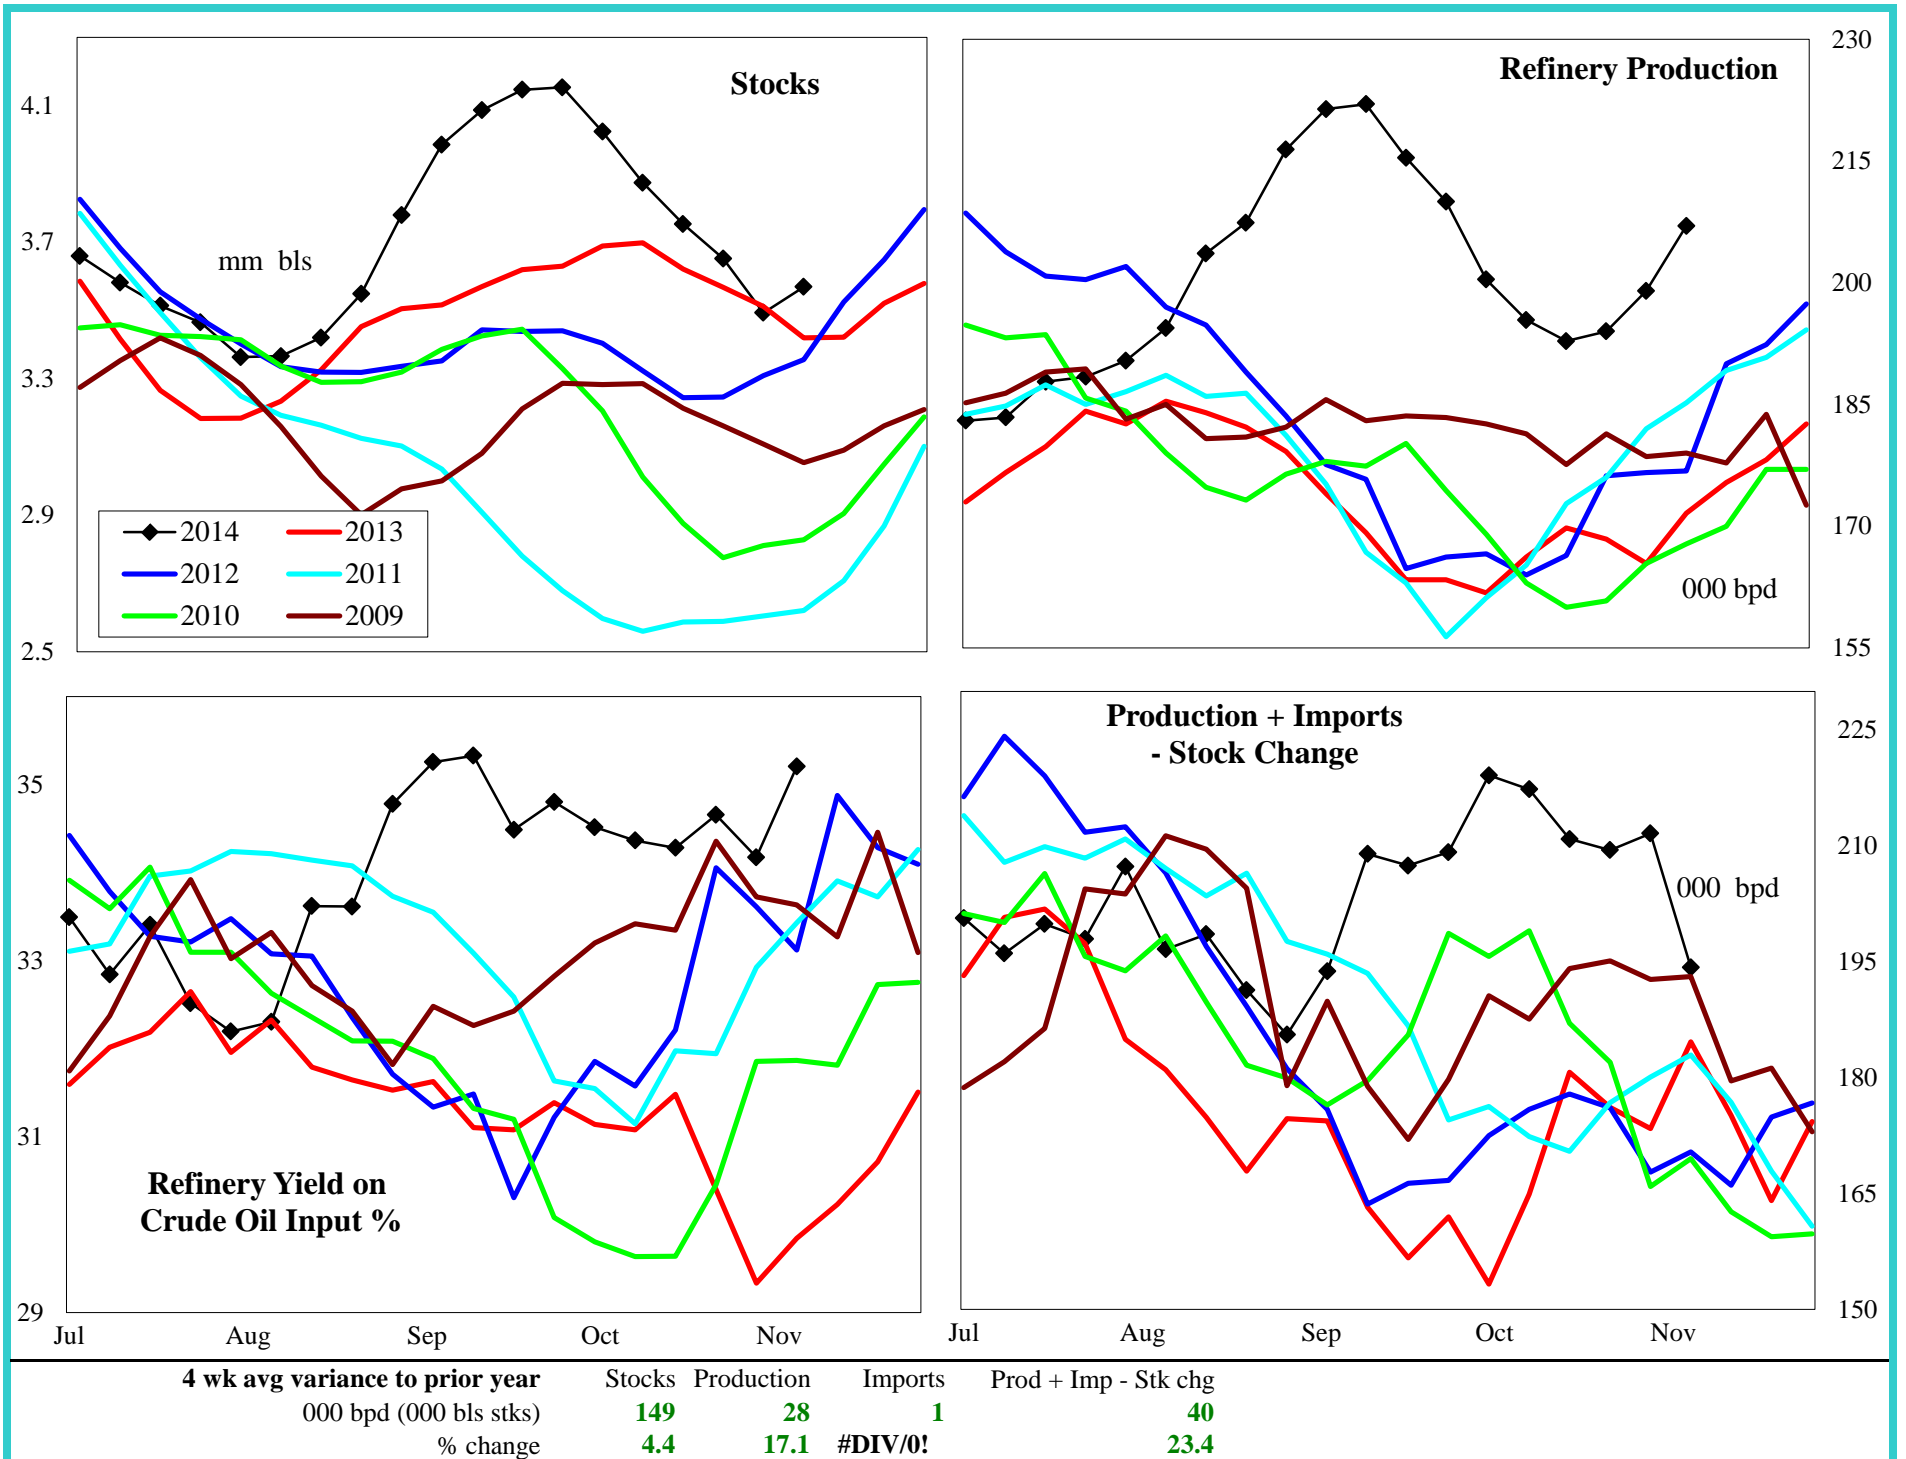 Stocks
4.1
3.7
3.3
2.9
2.5
mm bls
2014
2013
2012
2011
2010
2009
Refinery Production
230
215
200
185
170
155
000 bpd
35
33
31
29
Refinery Yield on
Crude Oil Input %
Jul Aug Sep Oct Nov
Production + Imports
- Stock Change
225
210
195
180
165
150
000 bpd
Jul Aug Sep Oct Nov
4 wk avg variance to prior year Stocks Production Imports Prod + Imp - Stk chg
000 bpd (000 bls stks) 149 28 1 40
% change 4.4 17.1 #DIV/0! 23.4